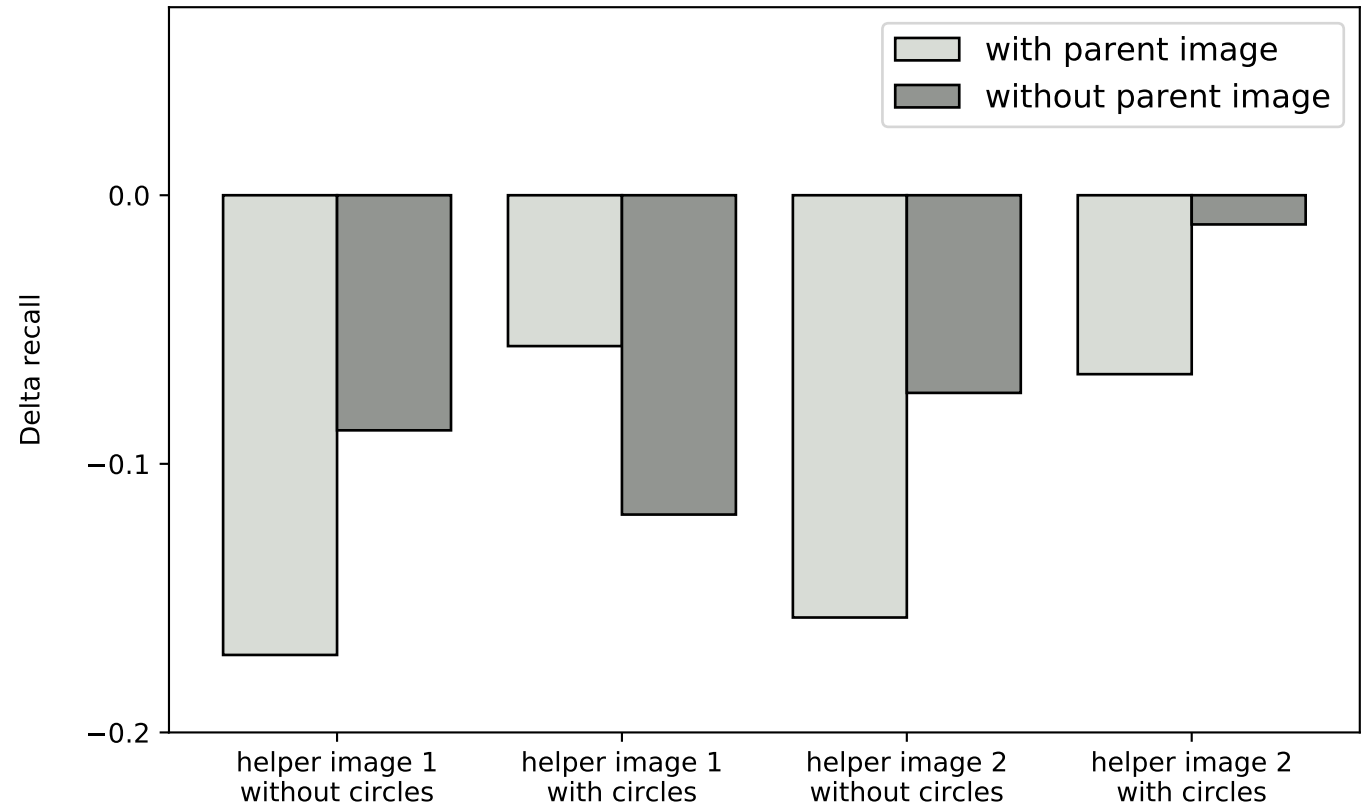 with parent image
without parent image
0.0
−0.1
−0.2
Delta recall
helper image 1
without circles
helper image 1
with circles
helper image 2
without circles
helper image 2
with circles